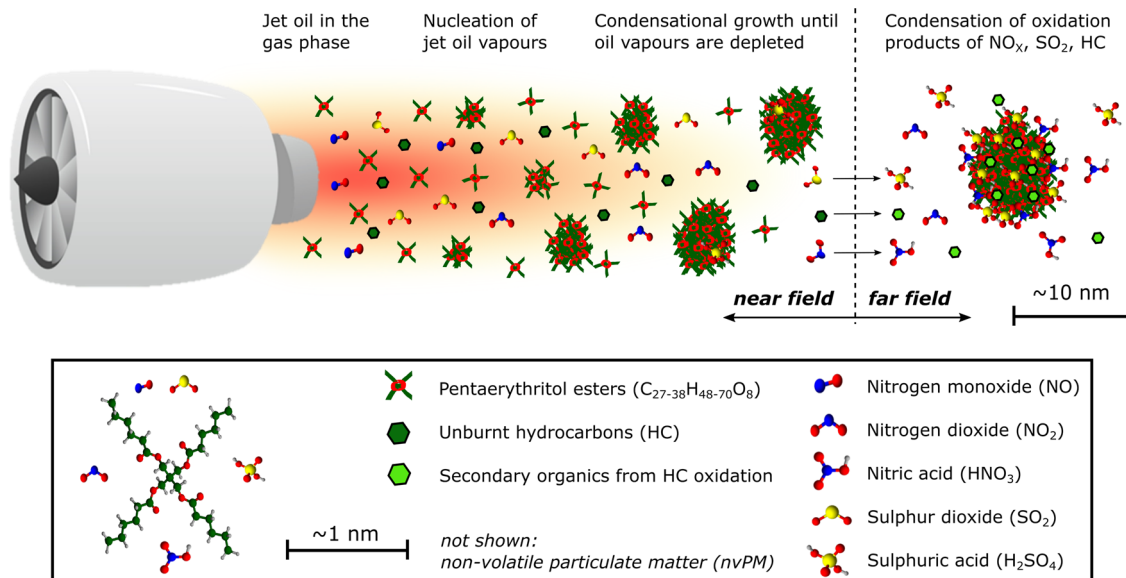 Jet oil in the
gas phase
Nucleation of
jet oil vapours
Condensational growth until
oil vapours are depleted
Condensation of oxidation
products of NOₓ, SO₂, HC
near field
far field
~10 nm
Pentaerythritol esters (C₂₇₋₃₈H₄₈₋₇₀O₈)
Unburnt hydrocarbons (HC)
Secondary organics from HC oxidation
~1 nm
not shown:
non-volatile particulate matter (nvPM)
Nitrogen monoxide (NO)
Nitrogen dioxide (NO₂)
Nitric acid (HNO₃)
Sulphur dioxide (SO₂)
Sulphuric acid (H₂SO₄)